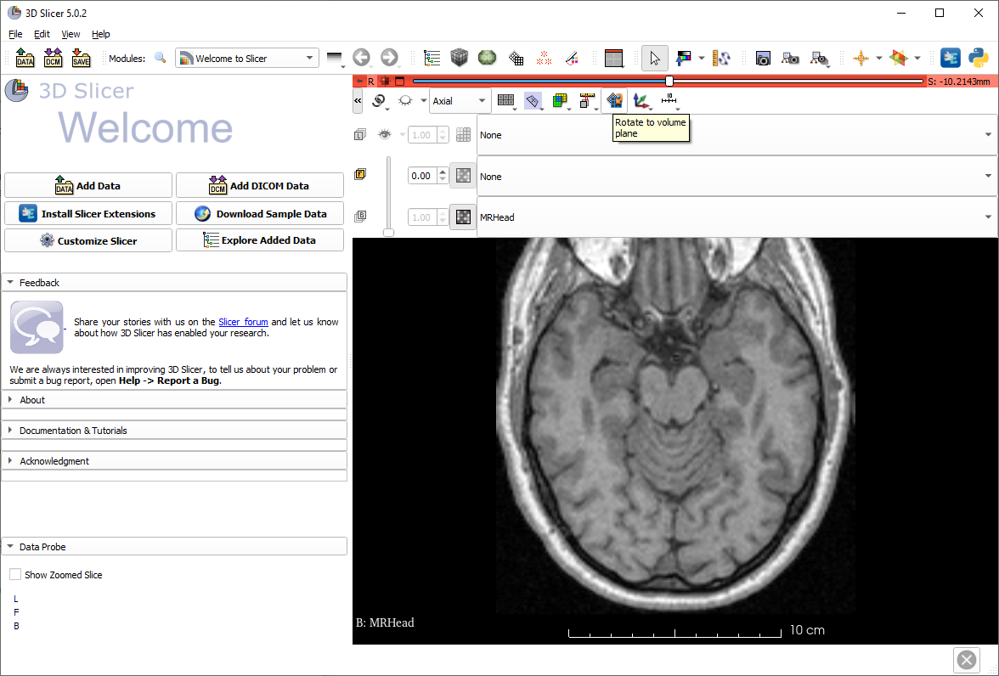 3D Slicer 5.0.2
File Edit View Help
DATA DCM SAVE Modules: Welcome to Slicer
R S: -10.2143mm
3D Slicer
Welcome
Axial
Rotate to volume
plane
L 1.00 None
F 0.00 None
B 1.00 MRHead
DATA Add Data DCM Add DICOM Data
Install Slicer Extensions Download Sample Data
Customize Slicer Explore Added Data
Feedback
Share your stories with us on the Slicer forum and let us know
about how 3D Slicer has enabled your research.
We are always interested in improving 3D Slicer, to tell us about your problem or
submit a bug report, open Help -> Report a Bug.
About
Documentation & Tutorials
Acknowledgment
Data Probe
Show Zoomed Slice
L
F
B
B: MRHead
10 cm